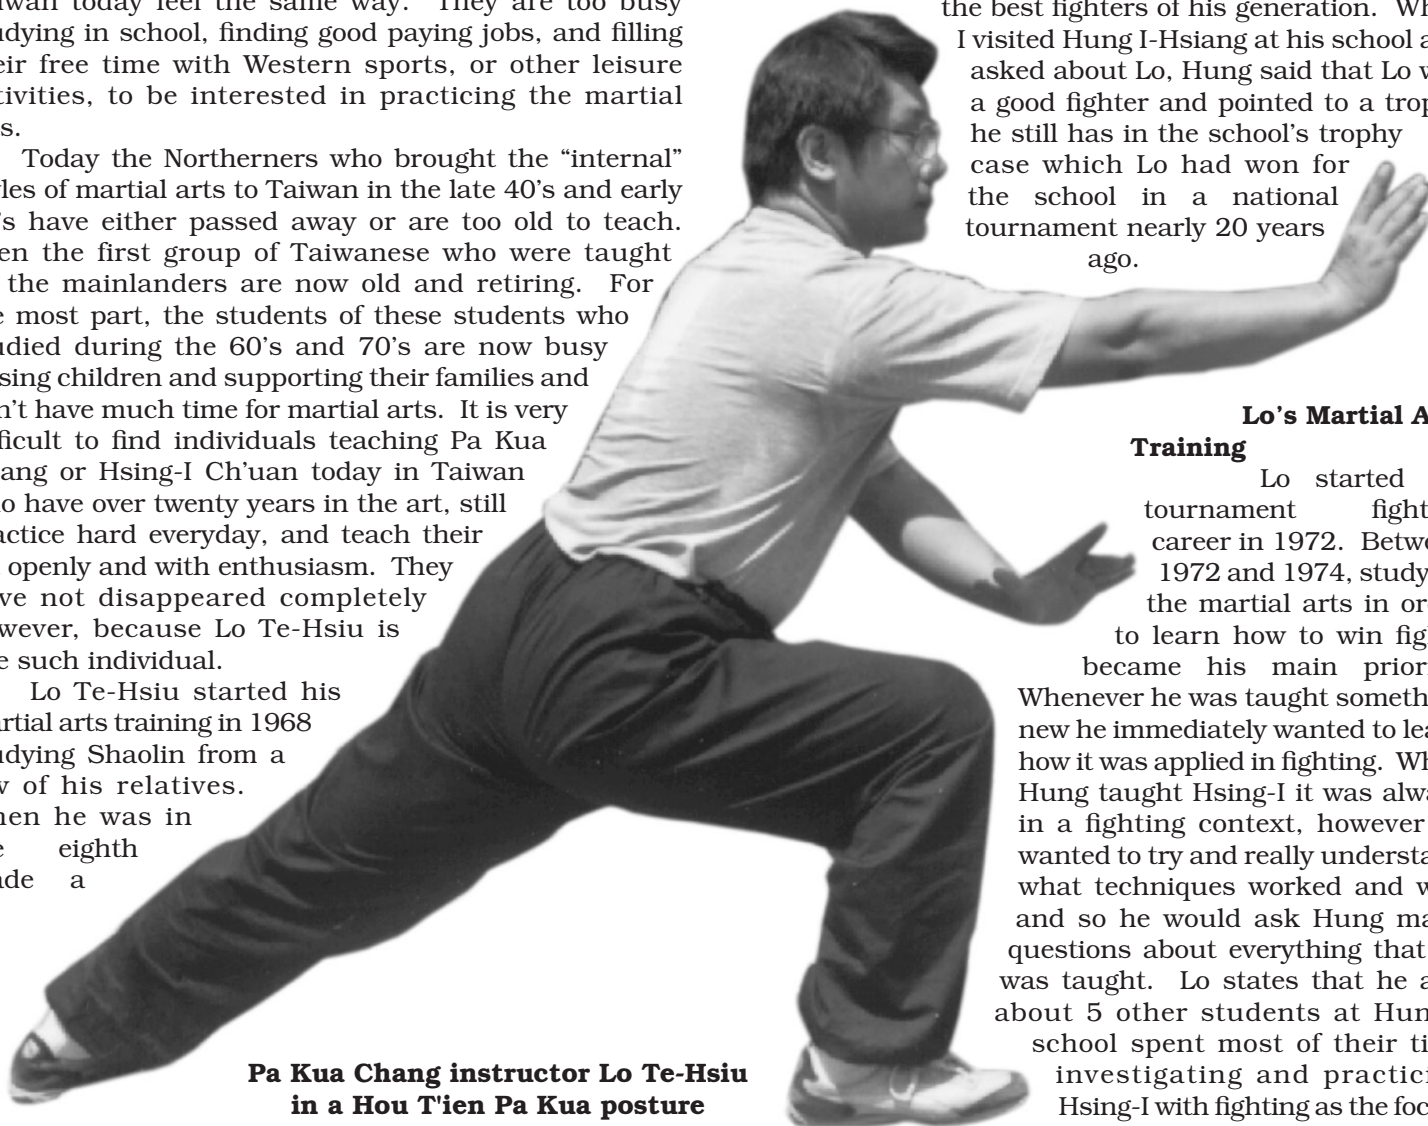 iwan today feel the same way. They are too busy
udying in school, finding good paying jobs, and filling
eir free time with Western sports, or other leisure
tivities, to be interested in practicing the martial
s.
Today the Northerners who brought the “internal”
yles of martial arts to Taiwan in the late 40's and early
's have either passed away or are too old to teach.
en the first group of Taiwanese who were taught
the mainlanders are now old and retiring. For
e most part, the students of these students who
udied during the 60's and 70's are now busy
sing children and supporting their families and
n't have much time for martial arts. It is very
ficult to find individuals teaching Pa Kua
ang or Hsing-I Ch'uan today in Taiwan
o have over twenty years in the art, still
actice hard everyday, and teach their
openly and with enthusiasm. They
ve not disappeared completely
wever, because Lo Te-Hsiu is
e such individual.
Lo Te-Hsiu started his
artial arts training in 1968
udying Shaolin from a
w of his relatives.
hen he was in
e eighth
ade a
Pa Kua Chang instructor Lo Te-Hsiu
in a Hou T'ien Pa Kua posture
the best fighters of his generation. Wh
I visited Hung I-Hsiang at his school a
asked about Lo, Hung said that Lo w
a good fighter and pointed to a trop
he still has in the school's trophy
case which Lo had won for
the school in a national
tournament nearly 20 years
ago.
Lo's Martial A
Training
Lo started
tournament fight
career in 1972. Betwe
1972 and 1974, study
the martial arts in or
to learn how to win fig
became his main prior
Whenever he was taught someth
new he immediately wanted to lea
how it was applied in fighting. Wh
Hung taught Hsing-I it was alwa
in a fighting context, however
wanted to try and really understa
what techniques worked and w
and so he would ask Hung ma
questions about everything that
was taught. Lo states that he a
about 5 other students at Hun
school spent most of their ti
investigating and practici
Hsing-I with fighting as the foc